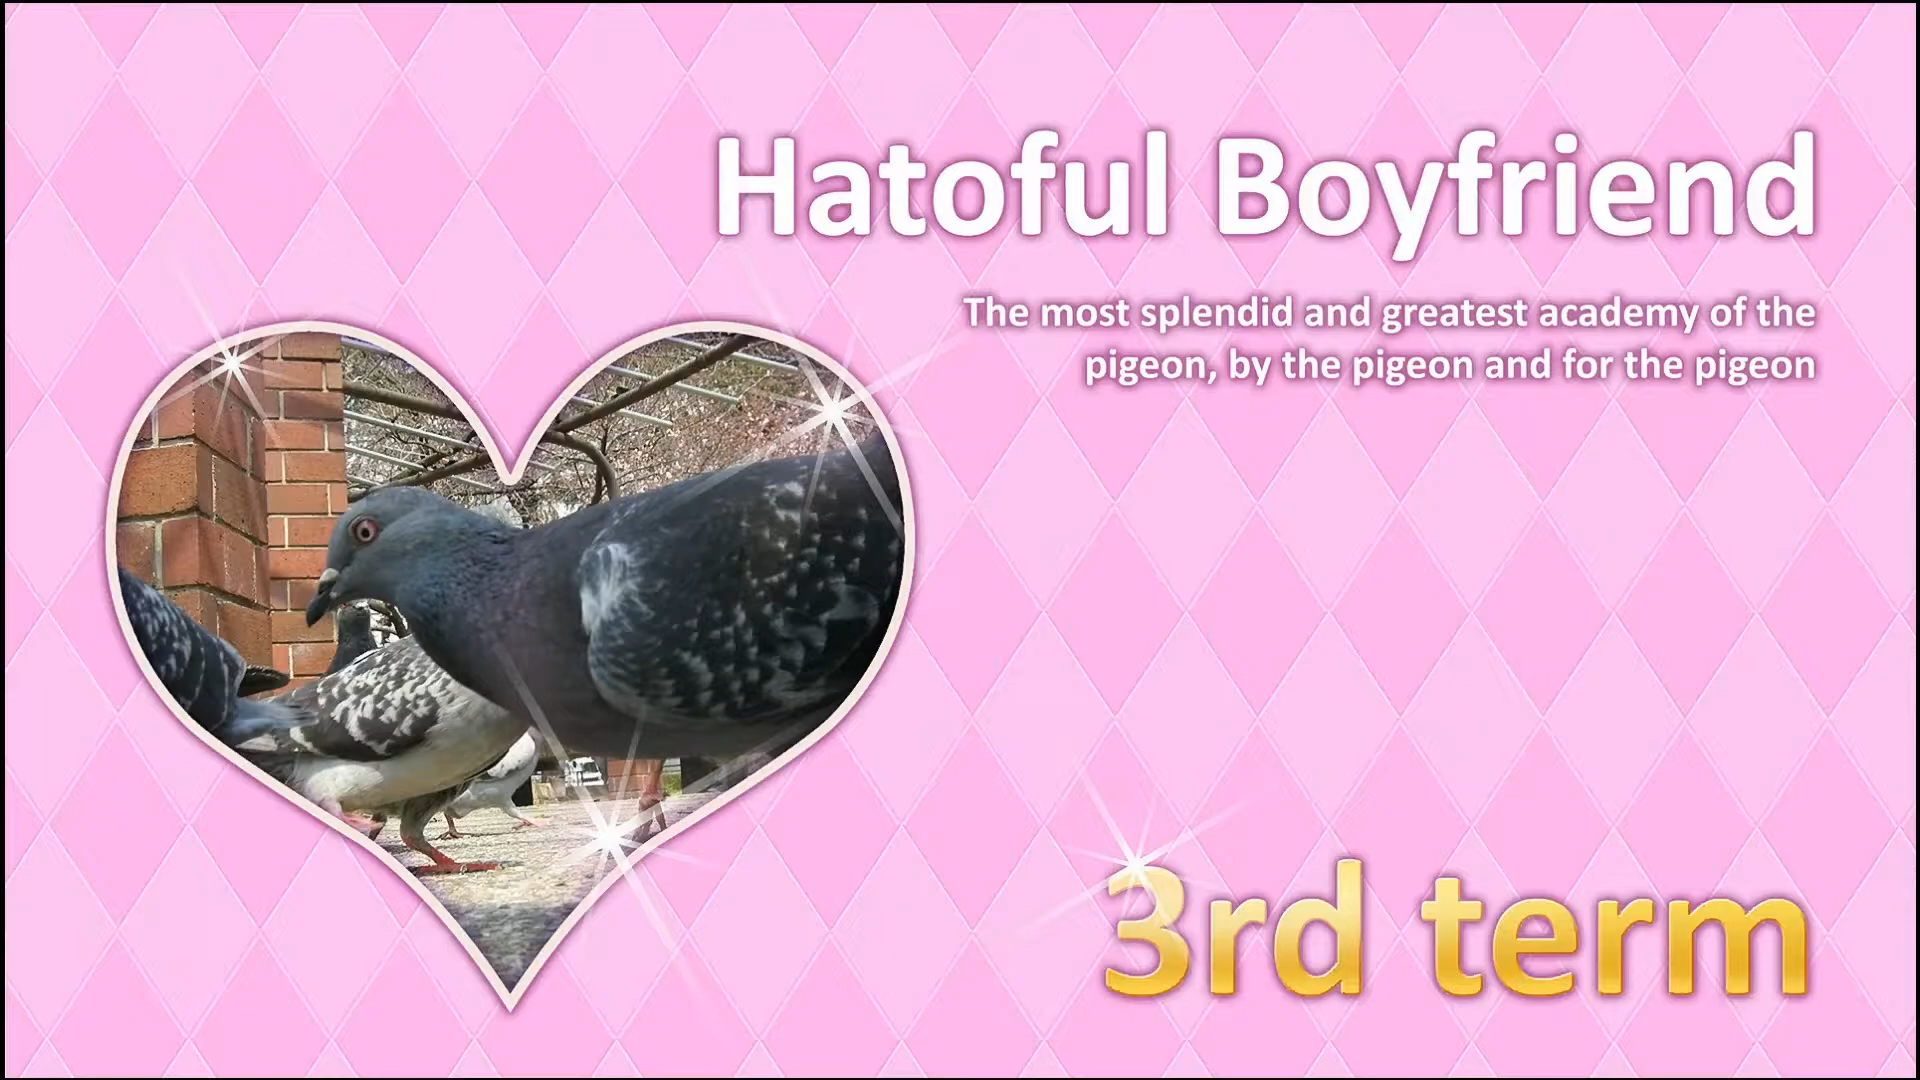 Hatoful Boyfriend
The most splendid and greatest academy of the
pigeon, by the pigeon and for the pigeon
3rd term